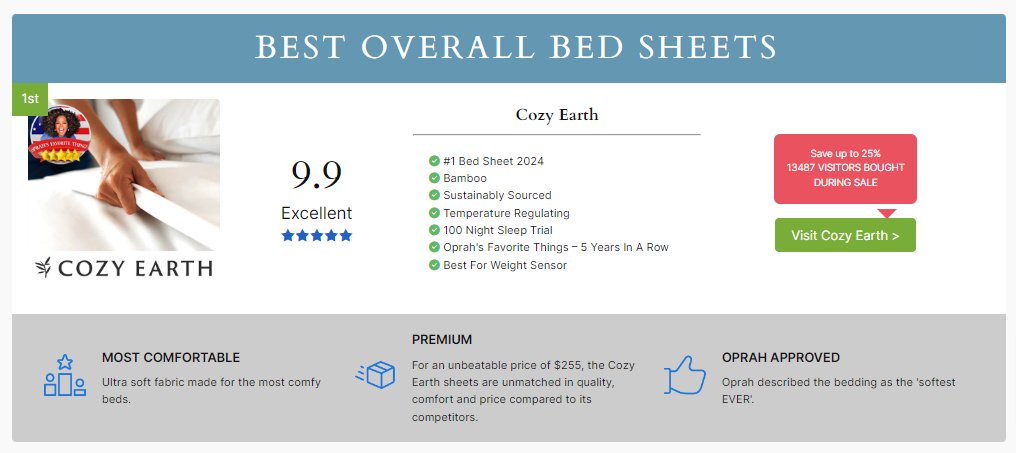 BEST OVERALL BED SHEETS
1st
OPRAH'S FAVORITE THINGS
COZY EARTH
9.9
Excellent
Cozy Earth
#1 Bed Sheet 2024
Bamboo
Sustainably Sourced
Temperature Regulating
100 Night Sleep Trial
Oprah's Favorite Things – 5 Years In A Row
Best For Weight Sensor
Save up to 25%
13487 VISITORS BOUGHT
DURING SALE
Visit Cozy Earth >
MOST COMFORTABLE
Ultra soft fabric made for the most comfy
beds.
PREMIUM
For an unbeatable price of $255, the Cozy
Earth sheets are unmatched in quality,
comfort and price compared to its
competitors.
OPRAH APPROVED
Oprah described the bedding as the 'softest
EVER'.